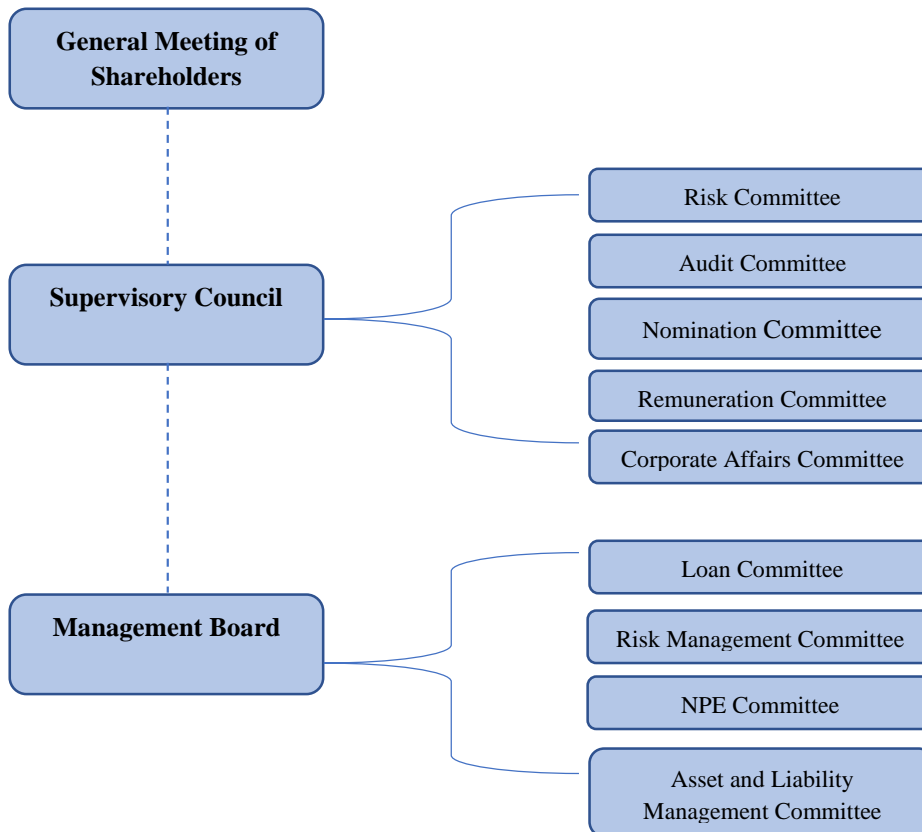 General Meeting of
Shareholders
Supervisory Council
Risk Committee
Audit Committee
Nomination Committee
Remuneration Committee
Corporate Affairs Committee
Management Board
Loan Committee
Risk Management Committee
NPE Committee
Asset and Liability
Management Committee